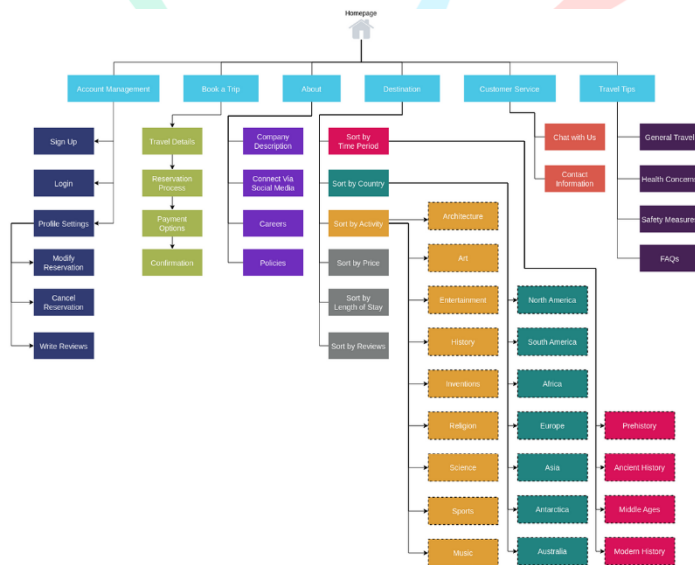 Homepage
Account Management
Book a Trip
About
Destination
Customer Service
Travel Tips
Sign Up
Login
Profile Settings
Modify
Reservation
Cancel
Reservation
Write Reviews
Travel Details
Reservation
Process
Payment
Options
Confirmation
Company
Description
Connect Via
Social Media
Careers
Policies
Sort by
Time Period
Sort by Country
Sort by Activity
Sort by Price
Sort by
Length of Stay
Sort by Reviews
Architecture
Art
Entertainment
History
Inventions
Religion
Science
Sports
Music
North America
South America
Africa
Europe
Asia
Antarctica
Australia
Prehistory
Ancient History
Middle Ages
Modern History
Chat with Us
Contact
Information
General Travel
Health Concerns
Safety Measures
FAQs